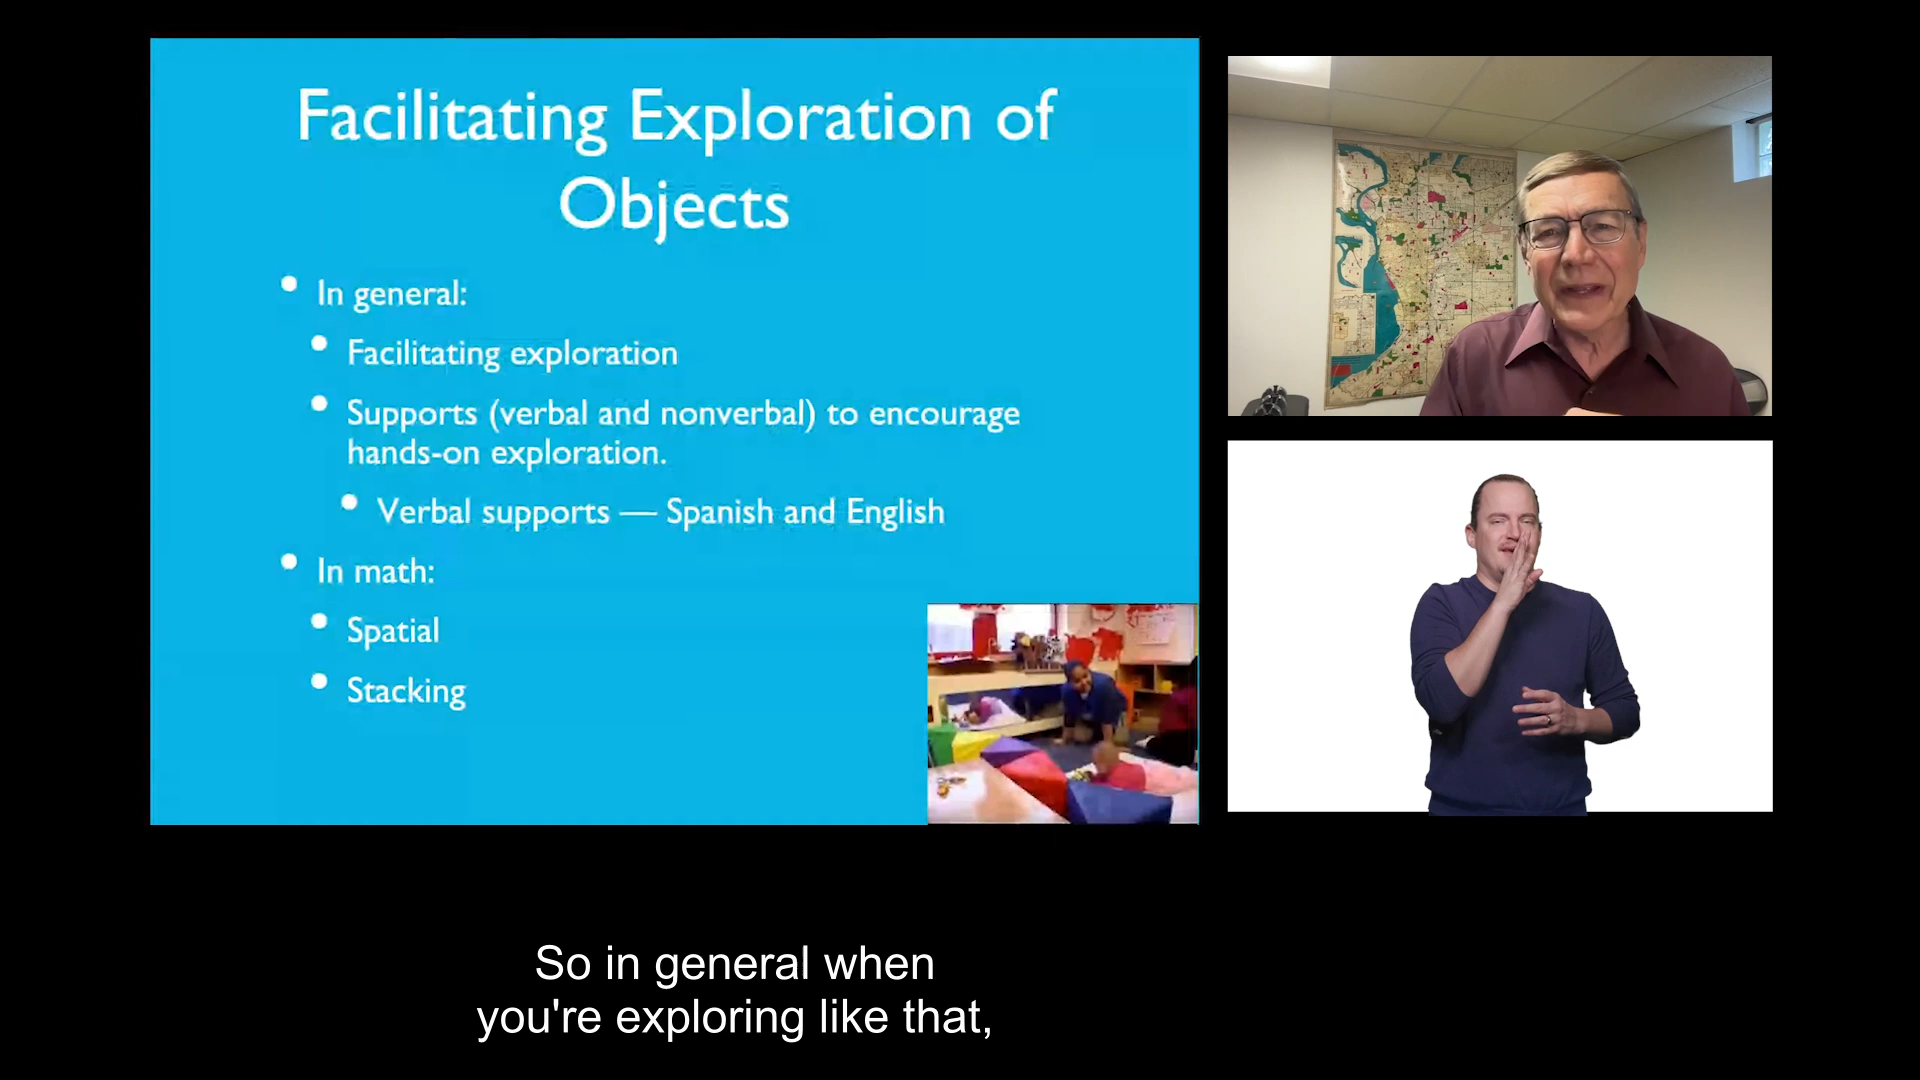 Facilitating Exploration of
Objects
In general:
Facilitating exploration
Supports (verbal and nonverbal) to encourage
hands-on exploration.
Verbal supports — Spanish and English
In math:
Spatial
Stacking
So in general when
you're exploring like that,